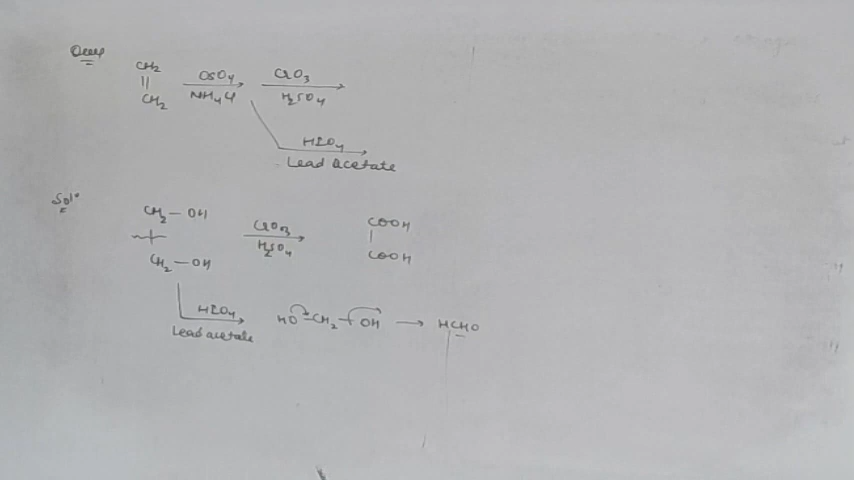 CH2
||
CH2
OsO4
NH4Cl
CrO3
H2SO4
HIO4
Lead Acetate
Sol.
CH2 - OH
CH2 - OH
CrO3
H2SO4
COOH
|
COOH
HIO4
Lead acetate
HO - CH2 - OH → HCHO